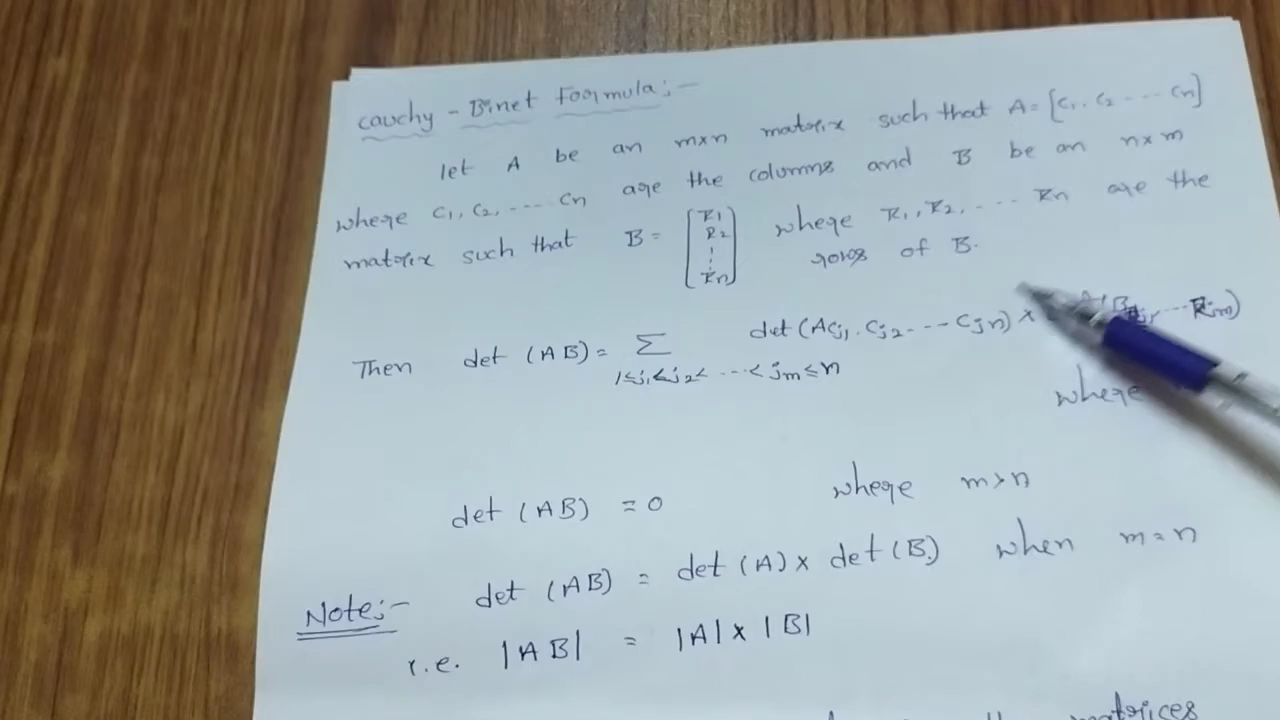 Cauchy - Binet Formula:-
let A be an m×n matrix such that A = [C1, C2 ---- Cn]
where C1, C2, ---- Cn are the columns and B be an n×m
matrix such that B = [R1 R2 ⋮ Rn] where R1, R2, ---- Rn are the
rows of B.
Then det (AB) = ∑ det (ACj1, Cj2 --- Cjn) ×
1≤j1<j2< ---< jm≤n
where
det (AB) = 0 where m>n
det (AB) = det (A) × det (B) when m=n
Note:-
i.e. |AB| = |A| × |B|
matrices